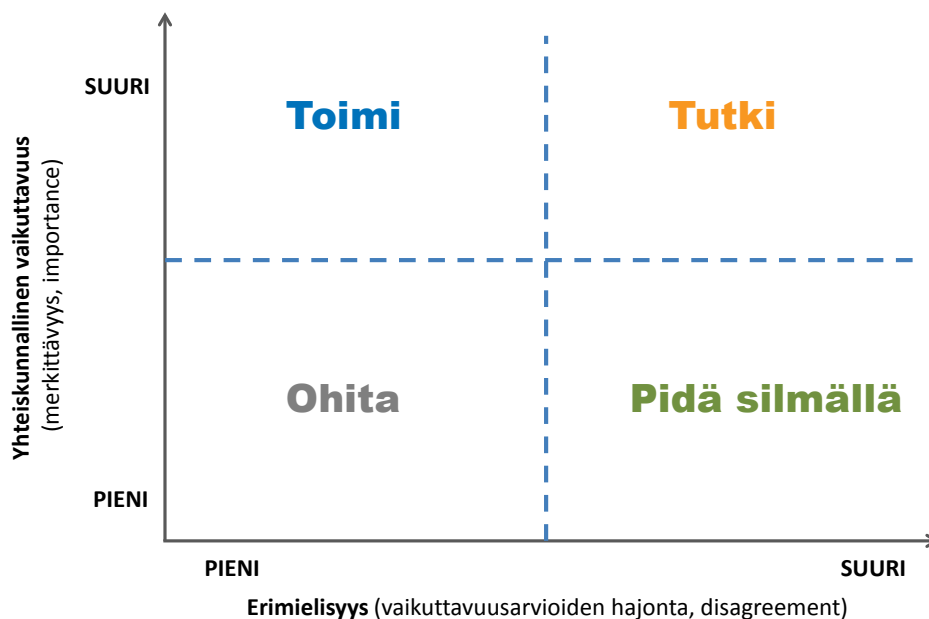 SUURI
Toimi
Tutki
Yhteiskunnallinen vaikuttavuus
(merkittävyys, importance)
Ohita
Pidä silmällä
PIENI
PIENI
SUURI
Erimielisyys (vaikuttavuusarvioiden hajonta, disagreement)